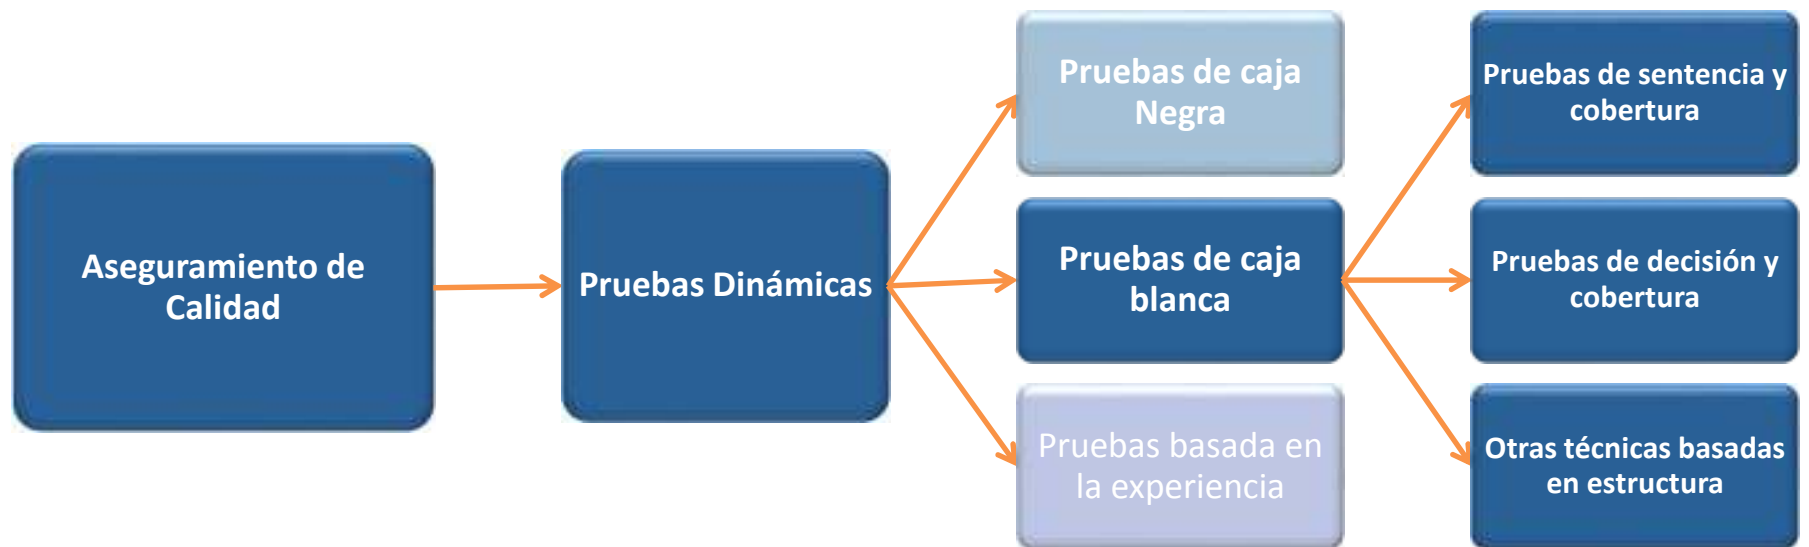 Aseguramiento de
Calidad
Pruebas Dinámicas
Pruebas de caja
Negra
Pruebas de caja
blanca
Pruebas basada en
la experiencia
Pruebas de sentencia y
cobertura
Pruebas de decisión y
cobertura
Otras técnicas basadas
en estructura